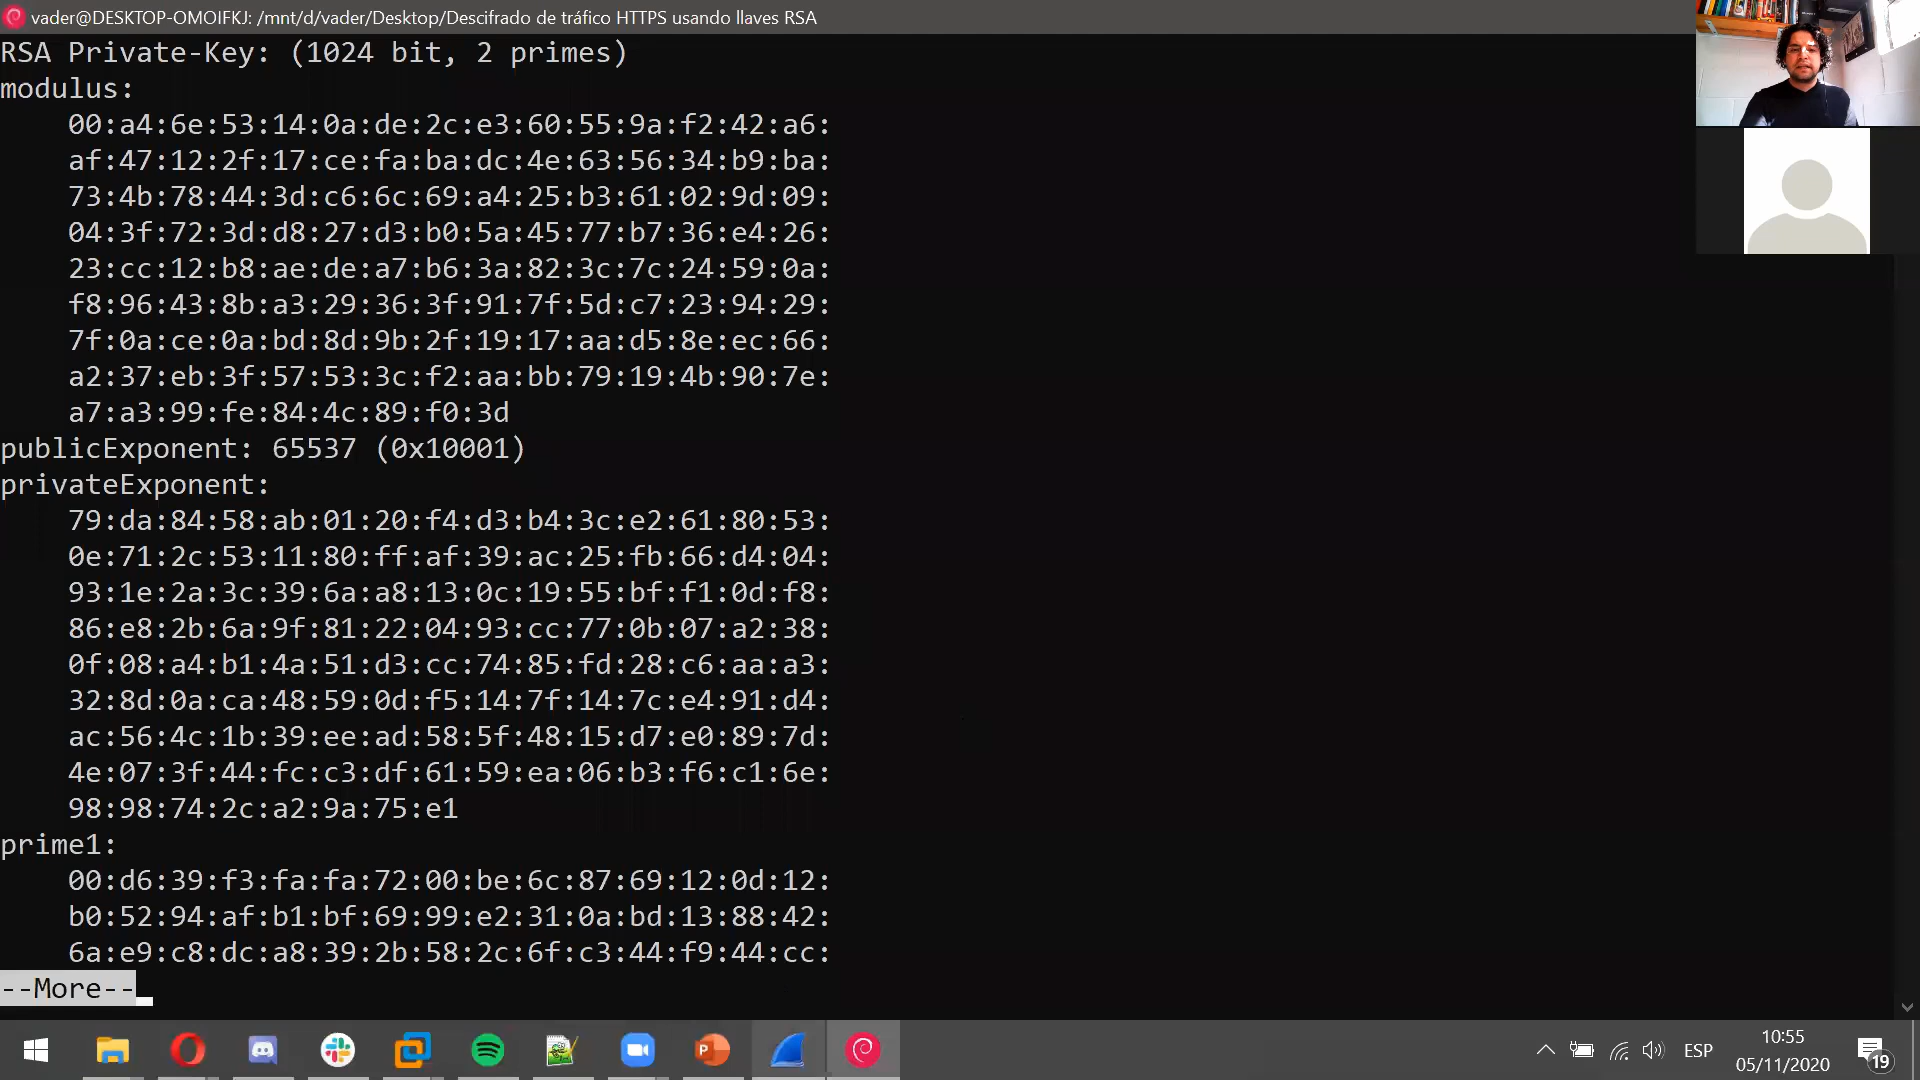 vader@DESKTOP-OMOIFKJ: /mnt/d/vader/Desktop/Descifrado de tráfico HTTPS usando llaves RSA
RSA Private-Key: (1024 bit, 2 primes)
modulus:
00:a4:6e:53:14:0a:de:2c:e3:60:55:9a:f2:42:a6:
af:47:12:2f:17:ce:fa:ba:dc:4e:63:56:34:b9:ba:
73:4b:78:44:3d:c6:6c:69:a4:25:b3:61:02:9d:09:
04:3f:72:3d:d8:27:d3:b0:5a:45:77:b7:36:e4:26:
23:cc:12:b8:ae:de:a7:b6:3a:82:3c:7c:24:59:0a:
f8:96:43:8b:a3:29:36:3f:91:7f:5d:c7:23:94:29:
7f:0a:ce:0a:bd:8d:9b:2f:19:17:aa:d5:8e:ec:66:
a2:37:eb:3f:57:53:3c:f2:aa:bb:79:19:4b:90:7e:
a7:a3:99:fe:84:4c:89:f0:3d
publicExponent: 65537 (0x10001)
privateExponent:
79:da:84:58:ab:01:20:f4:d3:b4:3c:e2:61:80:53:
0e:71:2c:53:11:80:ff:af:39:ac:25:fb:66:d4:04:
93:1e:2a:3c:39:6a:a8:13:0c:19:55:bf:f1:0d:f8:
86:e8:2b:6a:9f:81:22:04:93:cc:77:0b:07:a2:38:
0f:08:a4:b1:4a:51:d3:cc:74:85:fd:28:c6:aa:a3:
32:8d:0a:ca:48:59:0d:f5:14:7f:14:7c:e4:91:d4:
ac:56:4c:1b:39:ee:ad:58:5f:48:15:d7:e0:89:7d:
4e:07:3f:44:fc:c3:df:61:59:ea:06:b3:f6:c1:6e:
98:98:74:2c:ca:29:a:75:e1
prime1:
00:d6:39:f3:fa:fa:72:00:be:6c:87:69:12:0d:12:
b0:52:94:af:b1:bf:69:99:e2:31:0a:bd:13:88:42:
6a:e9:c8:dc:a8:39:2b:58:2c:6f:c3:44:f9:44:cc:
--More--
ESP
10:55
05/11/2020
19